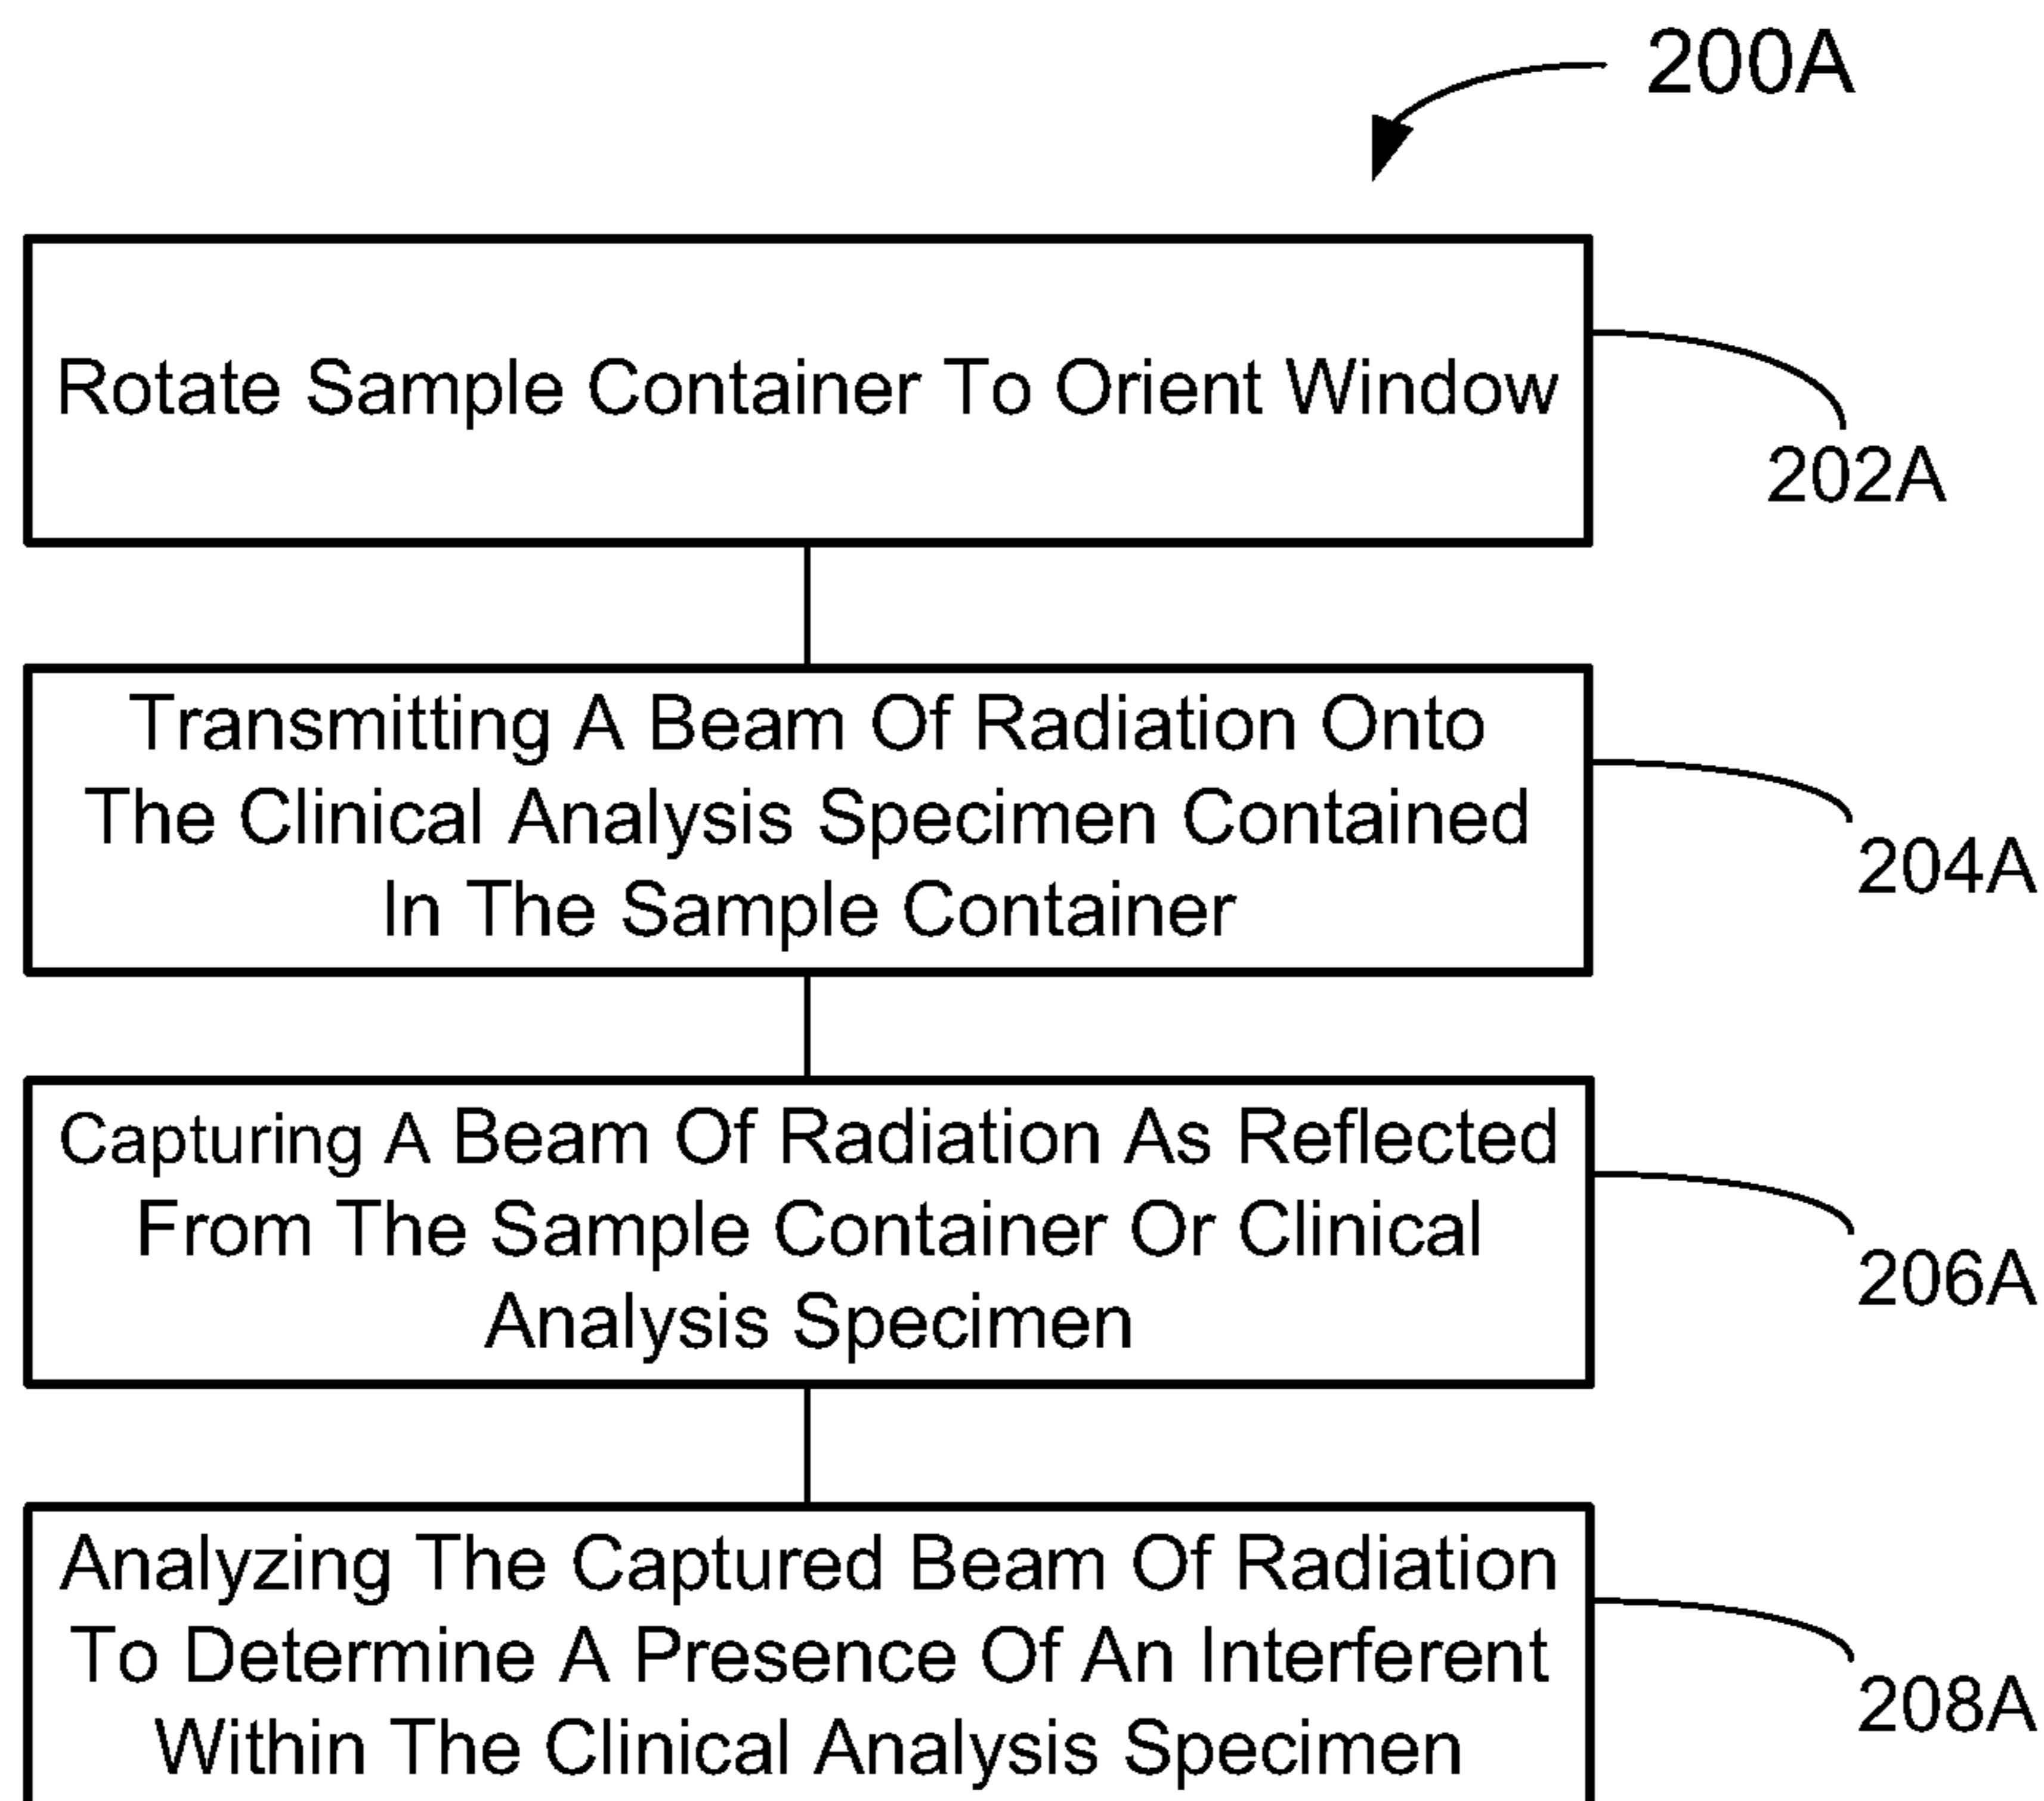 200A
Rotate Sample Container To Orient Window
202A
Transmitting A Beam Of Radiation Onto
The Clinical Analysis Specimen Contained
In The Sample Container
204A
Capturing A Beam Of Radiation As Reflected
From The Sample Container Or Clinical
Analysis Specimen
206A
Analyzing The Captured Beam Of Radiation
To Determine A Presence Of An Interferent
Within The Clinical Analysis Specimen
208A